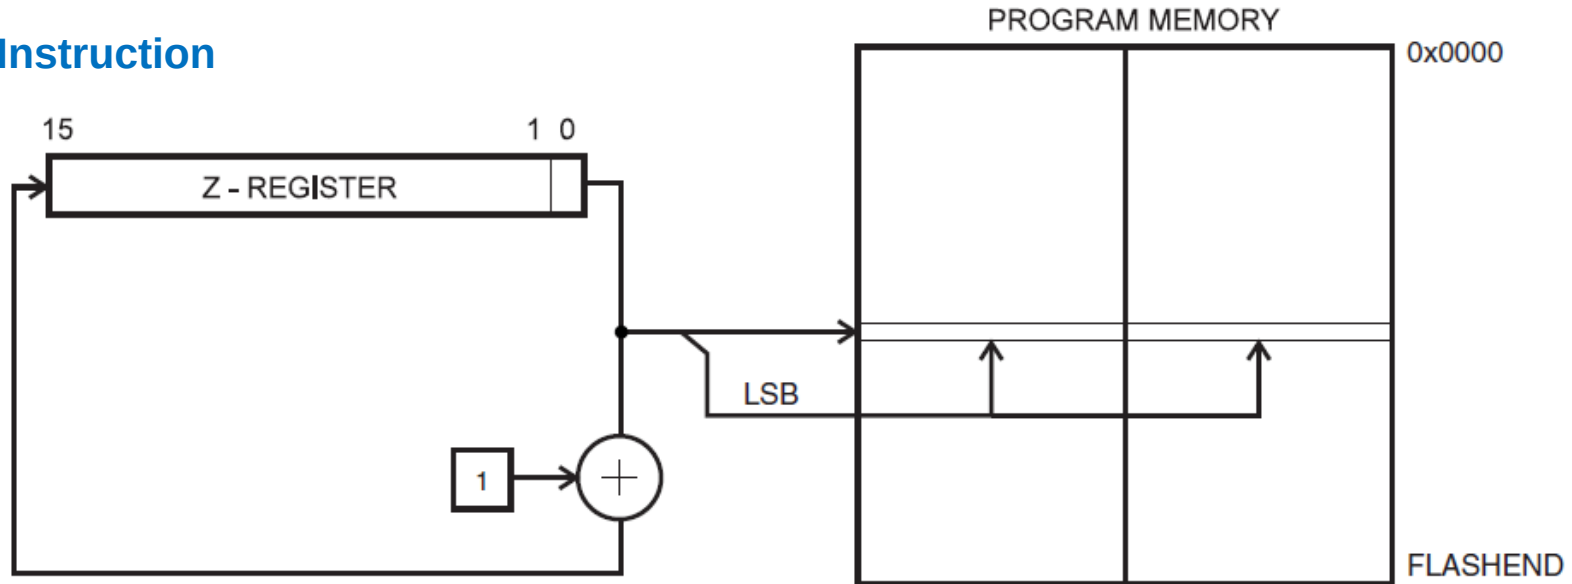 Instruction
PROGRAM MEMORY
0x0000
15
1 0
Z - REGISTER
LSB
1
FLASHEND